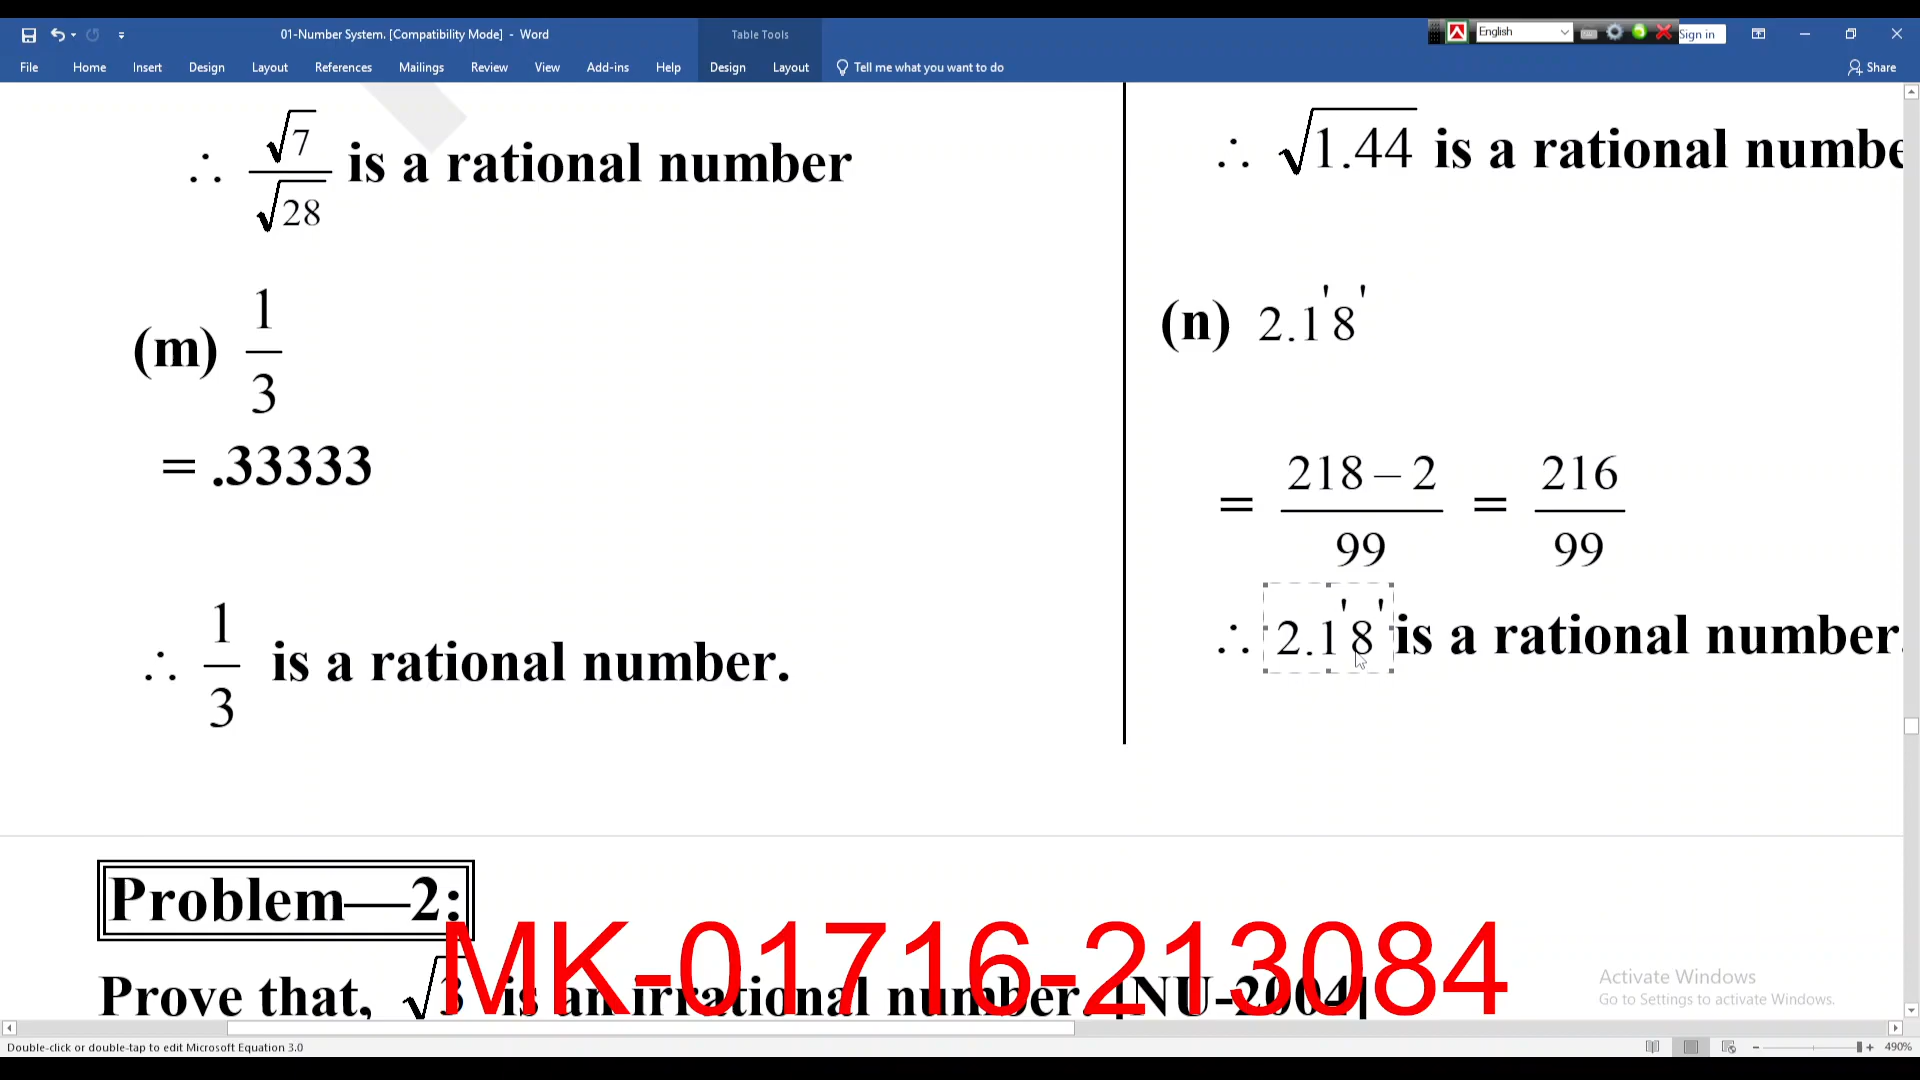 01-Number System. [Compatibility Mode] - Word
Table Tools
English
Sign in
File Home Insert Design Layout References Mailings Review View Add-ins Help Design Layout Tell me what you want to do Share
∴ √7/√28 is a rational number
(m) 1/3
= .33333
∴ 1/3 is a rational number.
∴ √1.44 is a rational numbe
(n) 2.1'8'
= 218 – 2/99 = 216/99
∴ 2.1'8' is a rational number.
Problem—2:
Prove that, √3 is an irrational number. [NU-2004]
MK-01716-213084
Activate Windows
Go to Settings to activate Windows.
Double-click or double-tap to edit Microsoft Equation 3.0
490%